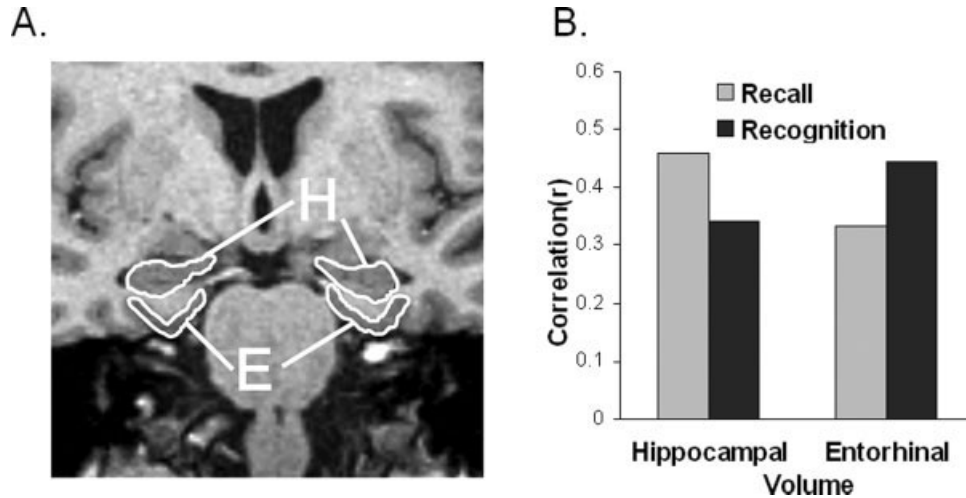 A.
H
E
B.
Recall
Recognition
Correlation(r)
0.6
0.5
0.4
0.3
0.2
0.1
0
Hippocampal Entorhinal
Volume